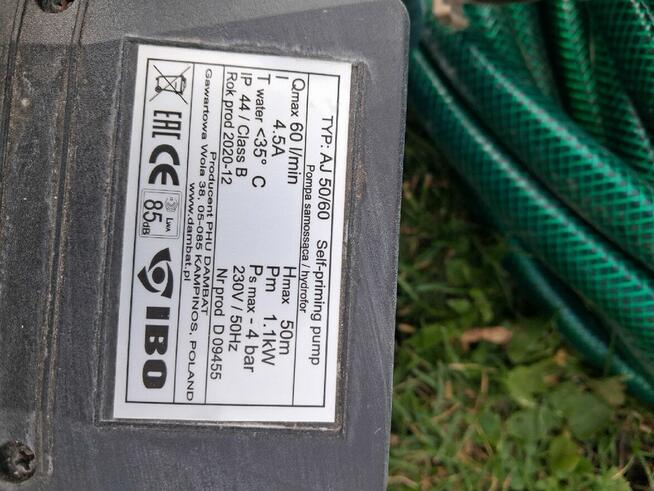 TYP: AJ 50/60 Self-priming pump
Pompa samossąca / hydrofor
Qmax 60 l/min Hmax 50m
I 4.5A Pm 1.1kW
T water <35° C Ps max - 4 bar
IP 44 / Class B 230V / 50Hz
Rok prod 2020-12 Nr prod D 09455
Producent PHU DAMBAT
Gawartowa Wola 38, 05-085 KAMPINOS, POLAND
www.dambat.pl
EAC CE LWA 85dB IBO